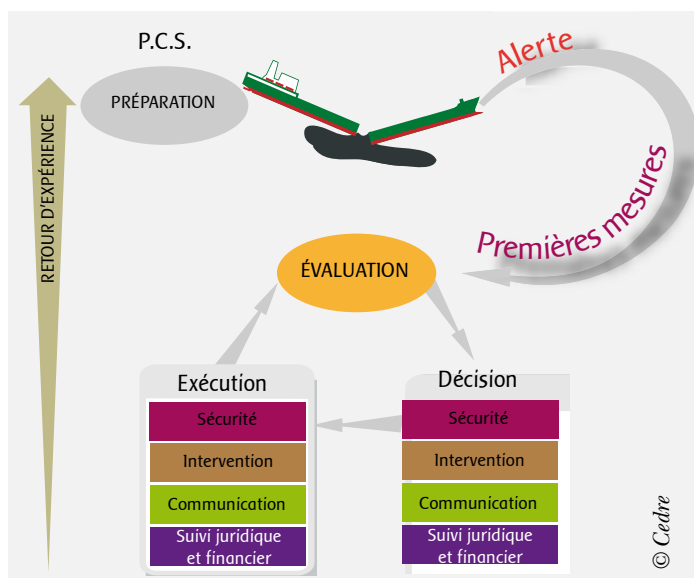 P.C.S.
PRÉPARATION
Alerte
Premières mesures
RETOUR D'EXPÉRIENCE
ÉVALUATION
Exécution
Sécurité
Intervention
Communication
Suivi juridique
et financier
Décision
Sécurité
Intervention
Communication
Suivi juridique
et financier
© Cedre